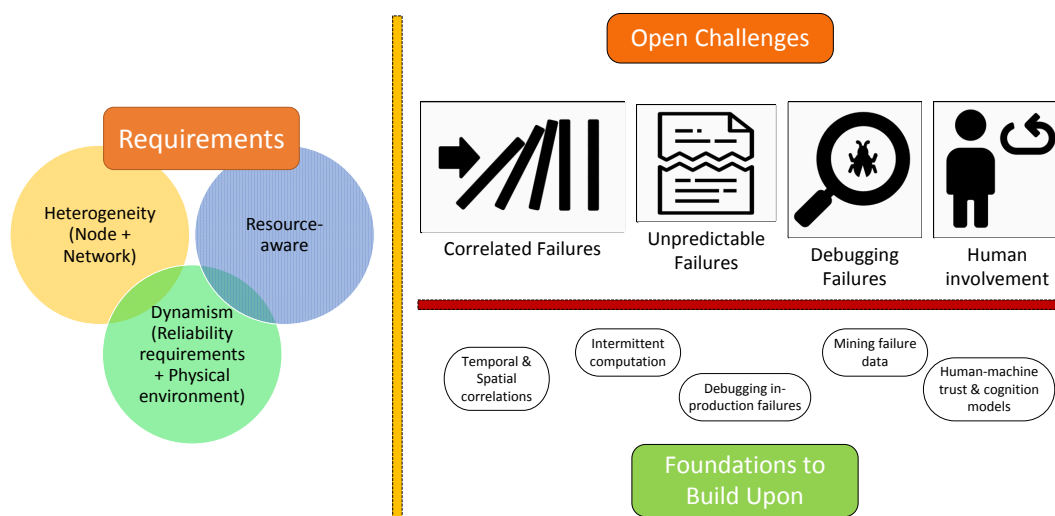 Requirements
Heterogeneity
(Node +
Network)
Resource-
aware
Dynamism
(Reliability
requirements
+ Physical
environment)
Open Challenges
Correlated Failures
Unpredictable
Failures
Debugging
Failures
Human
involvement
Temporal &
Spatial
correlations
Intermittent
computation
Debugging in-
production failures
Mining failure
data
Human-machine
trust & cognition
models
Foundations to
Build Upon